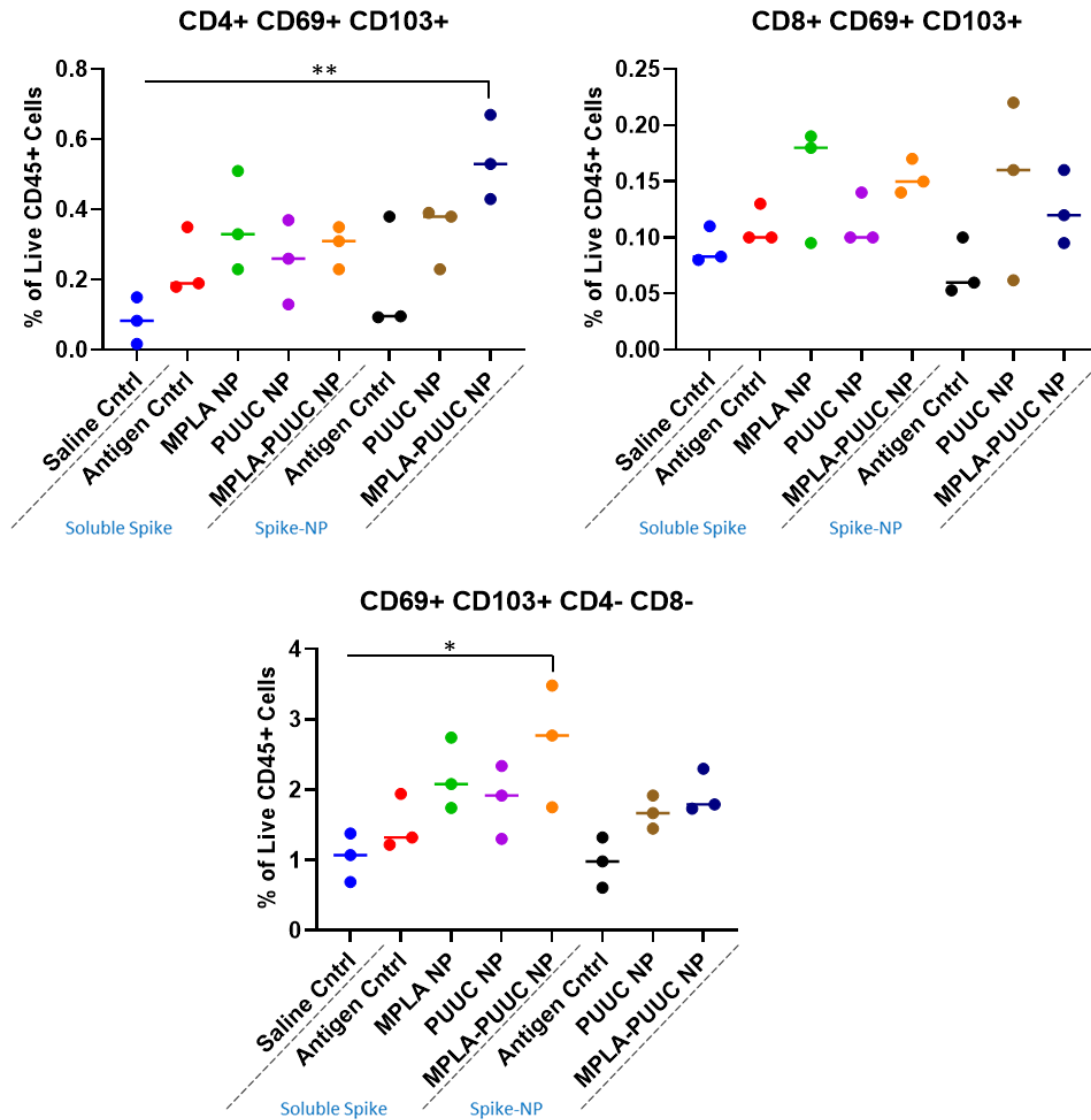 CD4+ CD69+ CD103+
% of Live CD45+ Cells
0.8
0.6
0.4
0.2
0.0
**
Saline Cntrl
Antigen Cntrl
MPLA NP
PUUC NP
MPLA-PUUC NP
Antigen Cntrl
PUUC NP
MPLA-PUUC NP
Soluble Spike
Spike-NP
CD8+ CD69+ CD103+
% of Live CD45+ Cells
0.25
0.20
0.15
0.10
0.05
0.00
Saline Cntrl
Antigen Cntrl
MPLA NP
PUUC NP
MPLA-PUUC NP
Antigen Cntrl
PUUC NP
MPLA-PUUC NP
Soluble Spike
Spike-NP
CD69+ CD103+ CD4- CD8-
% of Live CD45+ Cells
4
3
2
1
0
*
Saline Cntrl
Antigen Cntrl
MPLA NP
PUUC NP
MPLA-PUUC NP
Antigen Cntrl
PUUC NP
MPLA-PUUC NP
Soluble Spike
Spike-NP